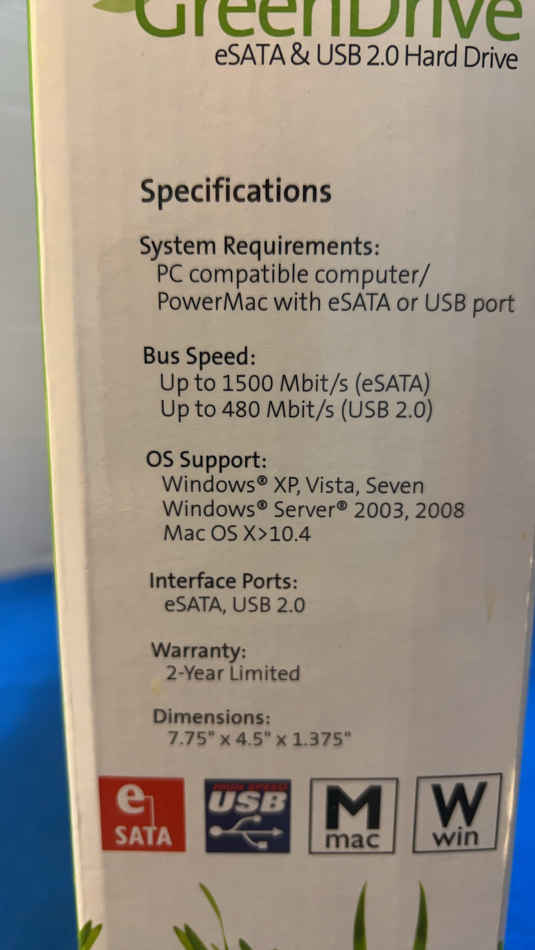 GreenDrive
eSATA & USB 2.0 Hard Drive
Specifications
System Requirements:
PC compatible computer/
PowerMac with eSATA or USB port
Bus Speed:
Up to 1500 Mbit/s (eSATA)
Up to 480 Mbit/s (USB 2.0)
OS Support:
Windows® XP, Vista, Seven
Windows® Server® 2003, 2008
Mac OS X>10.4
Interface Ports:
eSATA, USB 2.0
Warranty:
2-Year Limited
Dimensions:
7.75" x 4.5" x 1.375"
e SATA
HIGH-SPEED USB
M mac
W win